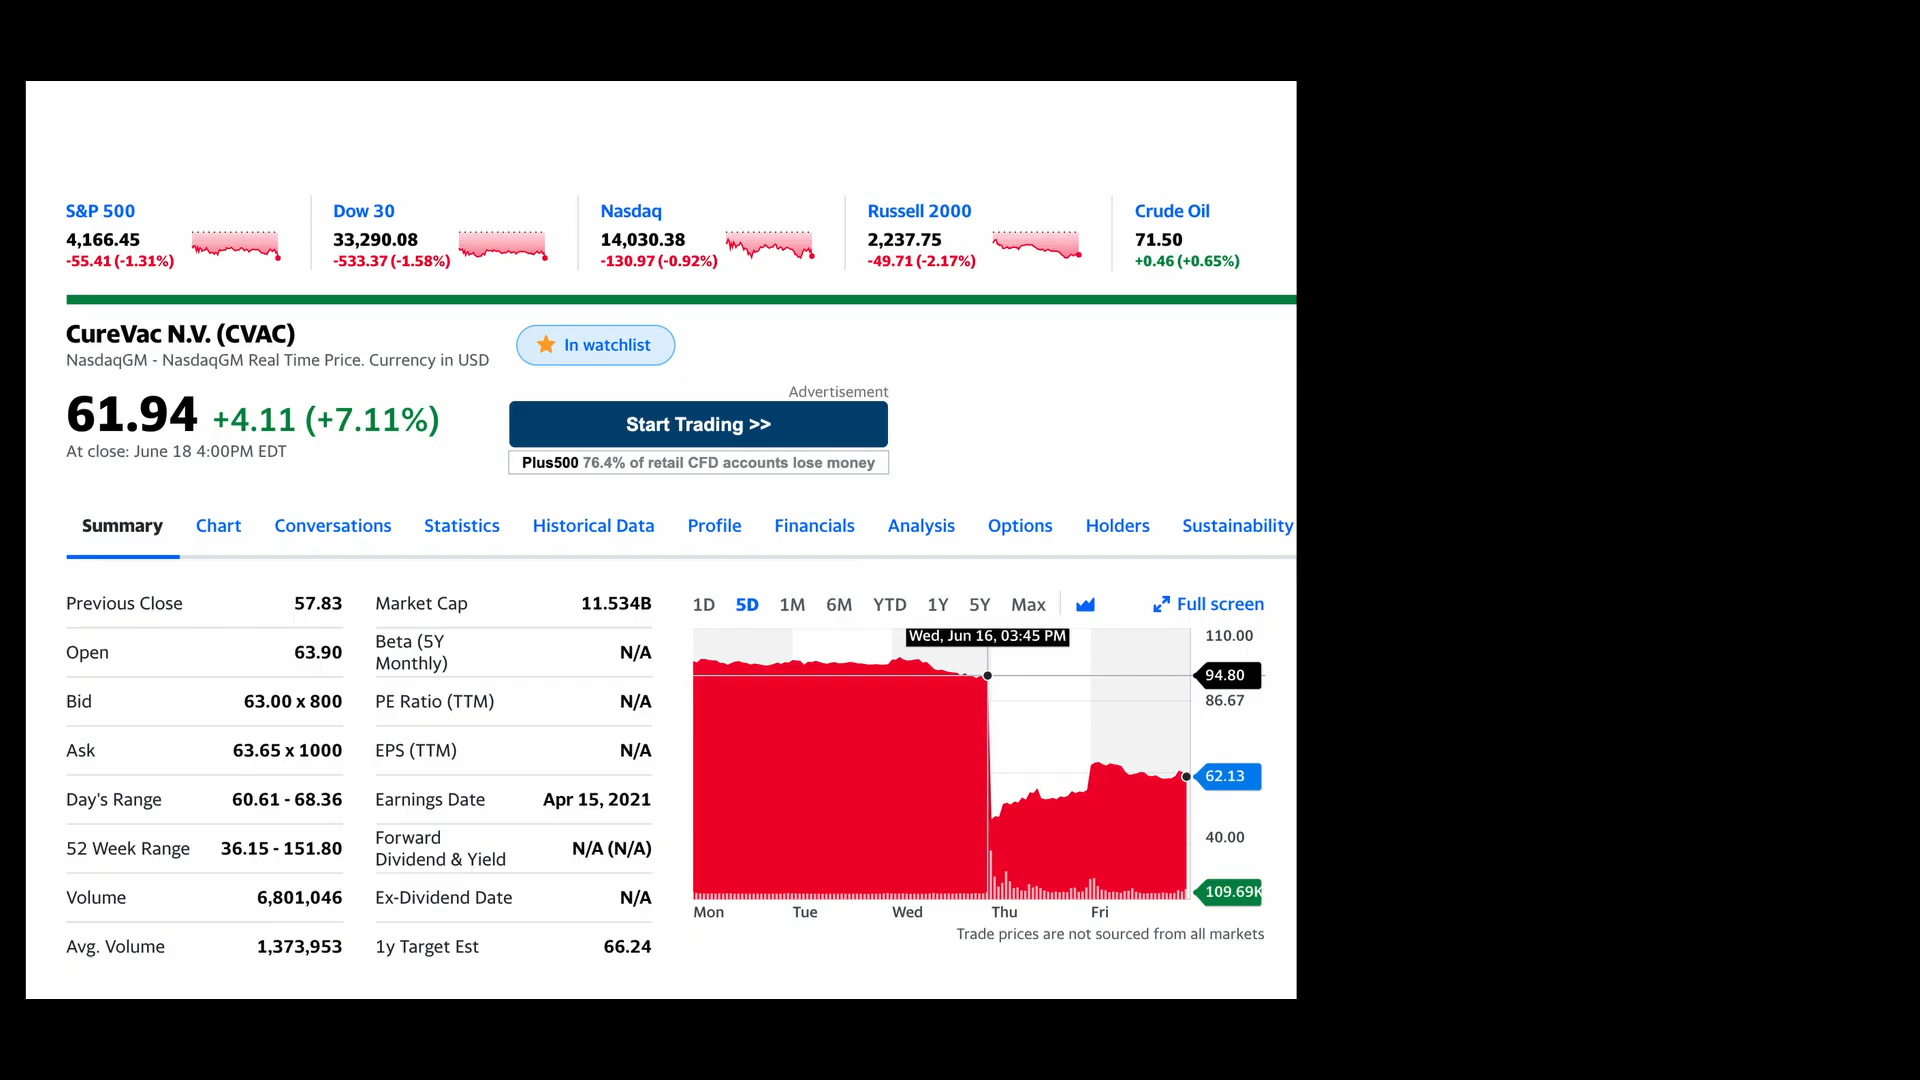 S&P 500
4,166.45
-55.41 (-1.31%)
Dow 30
33,290.08
-533.37 (-1.58%)
Nasdaq
14,030.38
-130.97 (-0.92%)
Russell 2000
2,237.75
-49.71 (-2.17%)
Crude Oil
71.50
+0.46 (+0.65%)
CureVac N.V. (CVAC)
NasdaqGM - NasdaqGM Real Time Price. Currency in USD
In watchlist
61.94 +4.11 (+7.11%)
At close: June 18 4:00PM EDT
Advertisement
Start Trading >>
Plus500 76.4% of retail CFD accounts lose money
Summary Chart Conversations Statistics Historical Data Profile Financials Analysis Options Holders Sustainability
Previous Close 57.83
Open 63.90
Bid 63.00 x 800
Ask 63.65 x 1000
Day's Range 60.61 - 68.36
52 Week Range 36.15 - 151.80
Volume 6,801,046
Avg. Volume 1,373,953
Market Cap 11.534B
Beta (5Y
Monthly) N/A
PE Ratio (TTM) N/A
EPS (TTM) N/A
Earnings Date Apr 15, 2021
Forward
Dividend & Yield N/A (N/A)
Ex-Dividend Date N/A
1y Target Est 66.24
1D 5D 1M 6M YTD 1Y 5Y Max Full screen
Wed, Jun 16, 03:45 PM
110.00
94.80
86.67
62.13
40.00
109.69K
Mon Tue Wed Thu Fri
Trade prices are not sourced from all markets